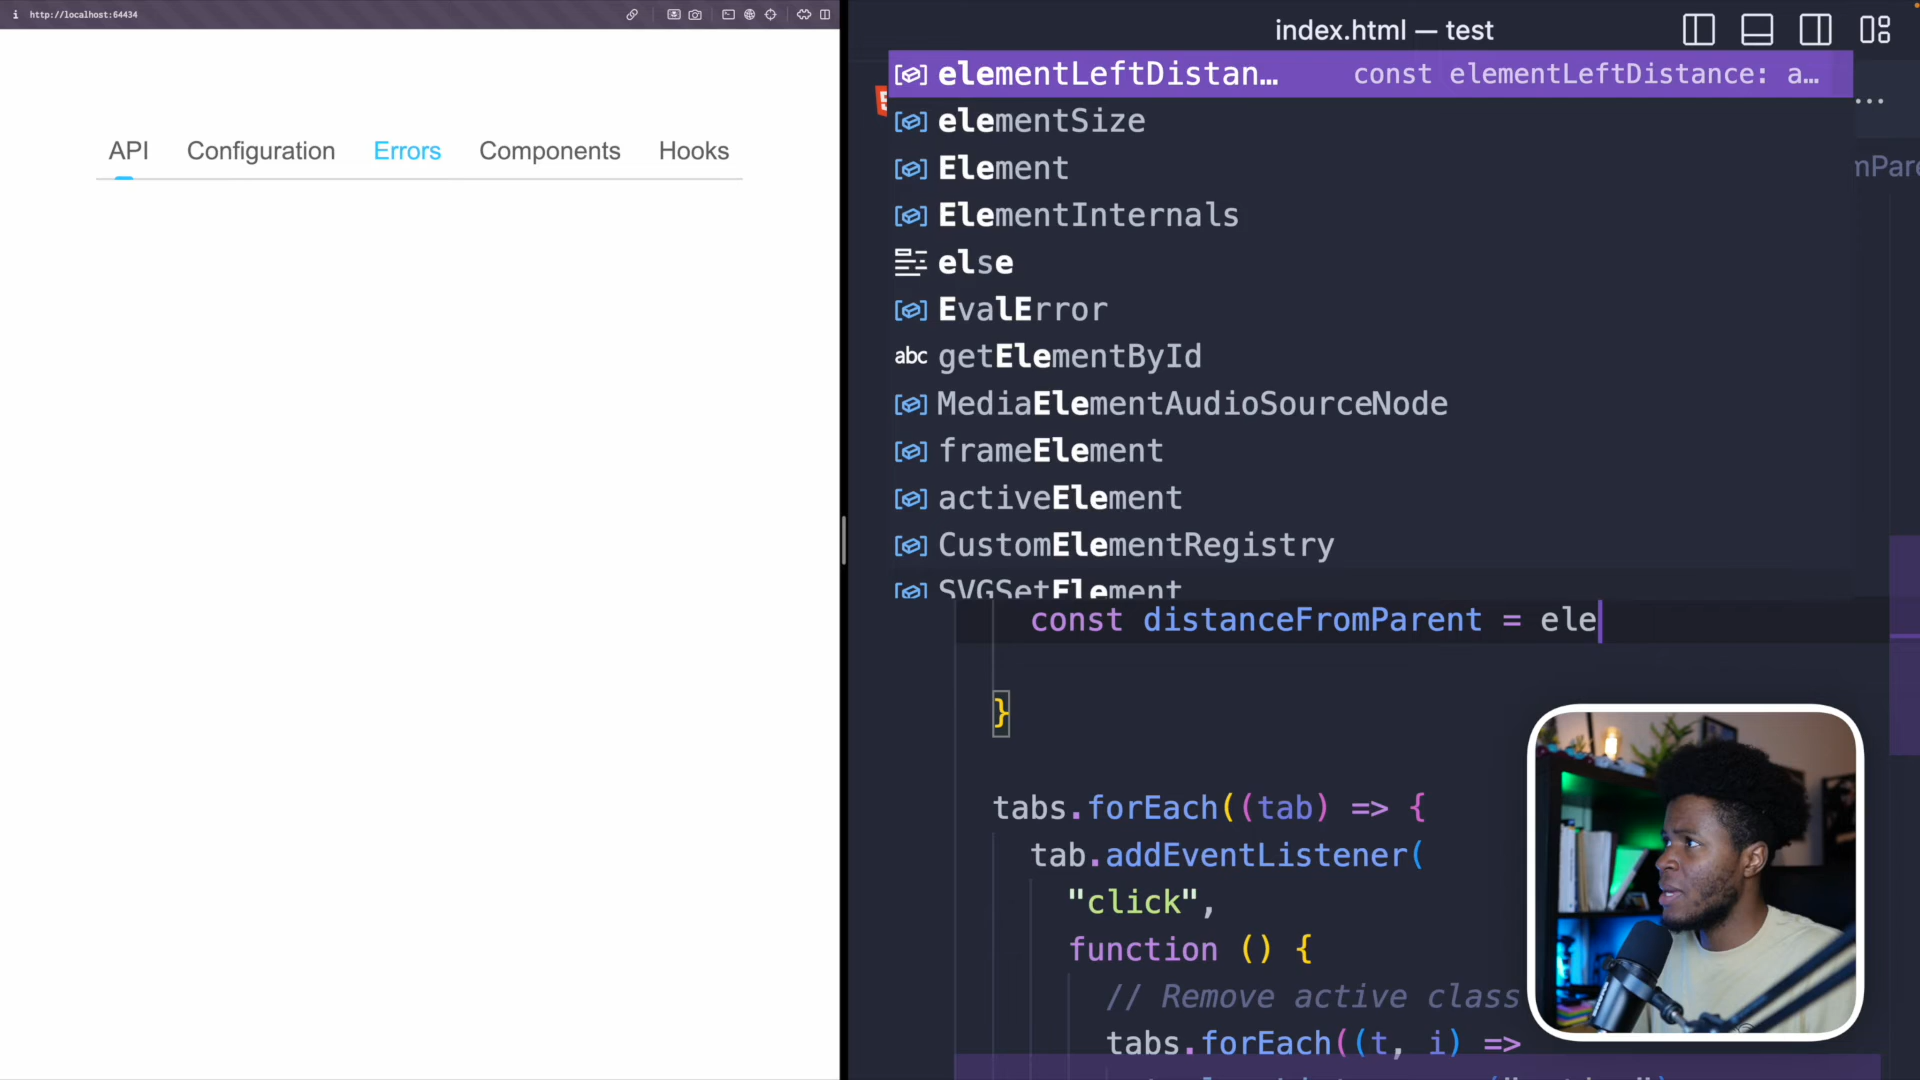 http://localhost:64434
API
Configuration
Errors
Components
Hooks
index.html — test
elementLeftDistan… const elementLeftDistance: a…
elementSize
Element
ElementInternals
else
EvalError
abc getElementById
MediaElementAudioSourceNode
frameElement
activeElement
CustomElementRegistry
SVGSetElement
const distanceFromParent = ele
}
tabs.forEach((tab) => {
tab.addEventListener(
"click",
function () {
// Remove active class
tabs.forEach((t, i) =>